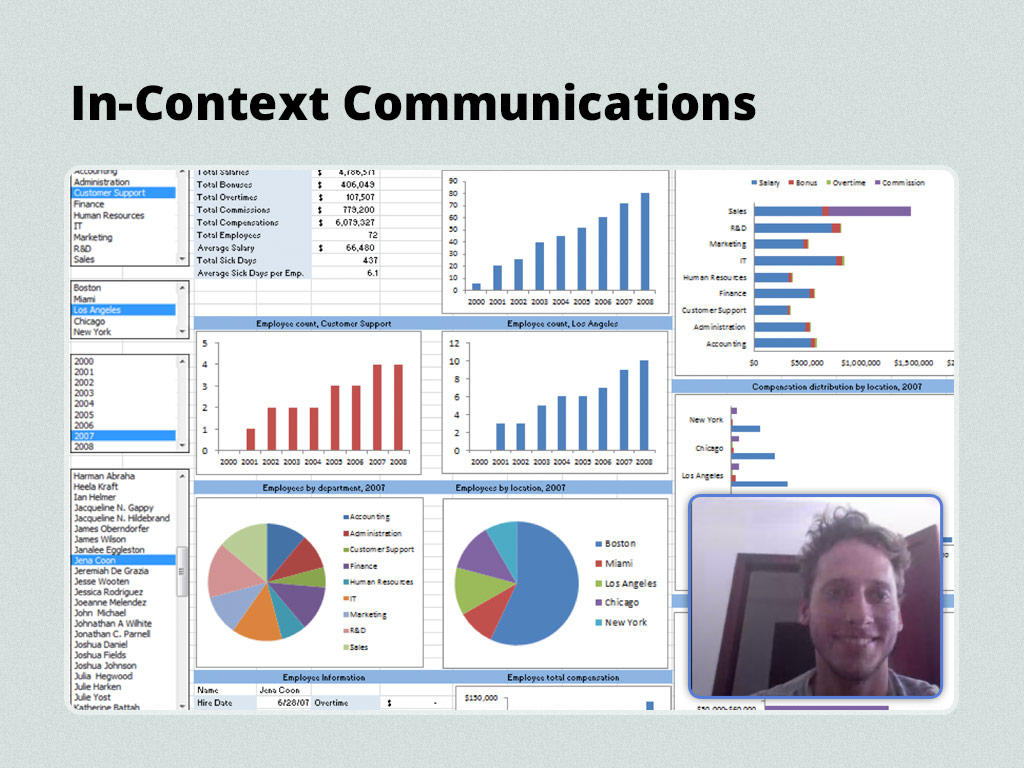 In-Context Communications
Accounting
Administration
Customer Support
Finance
Human Resources
IT
Marketing
R&D
Sales
Boston
Miami
Los Angeles
Chicago
New York
2000
2001
2002
2003
2004
2005
2006
2007
2008
Harman Abraha
Heela Kraft
Ian Helmer
Jacqueline N. Gappy
Jacqueline N. Hildebrand
James Oberndorfer
James Wilson
Janalee Eggleston
Jena Coon
Jeremiah De Grazia
Jesse Wooten
Jessica Rodriguez
Joeanne Melendez
John Michael
Johnathan A Wilhite
Jonathan C. Parnell
Joshua Daniel
Joshua Fields
Joshua Johnson
Julia Hegwood
Julie Harken
Julie Yost
Katherine Battah
Total Salaries $ 4,786,571
Total Bonuses $ 406,049
Total Overtimes $ 107,507
Total Commissions $ 779,200
Total Compensations $ 6,079,327
Total Employees 72
Average Salary $ 66,480
Total Sick Days 437
Average Sick Days per Emp. 6.1
90
80
70
60
50
40
30
20
10
0
2000 2001 2002 2003 2004 2005 2006 2007 2008
Salary Bonus Overtime Commission
Sales
R&D
Marketing
IT
Human Resources
Finance
Customer Support
Administration
Accounting
$0 $500,000 $1,000,000 $1,500,000 $2
Employee count, Customer Support
5
4
3
2
1
0
2000 2001 2002 2003 2004 2005 2006 2007 2008
Employee count, Los Angeles
12
10
8
6
4
2
0
2000 2001 2002 2003 2004 2005 2006 2007 2008
Compensation distribution by location, 2007
New York
Chicago
Los Angeles
Employees by department, 2007
Accounting
Administration
Customer Support
Finance
Human Resources
IT
Marketing
R&D
Sales
Employees by location, 2007
Boston
Miami
Los Angeles
Chicago
New York
Employee Information
Name Jena Coon
Hire Date 6/28/07 Overtime $ -
Employee total compensation
$150,000
$50,000-$60,000